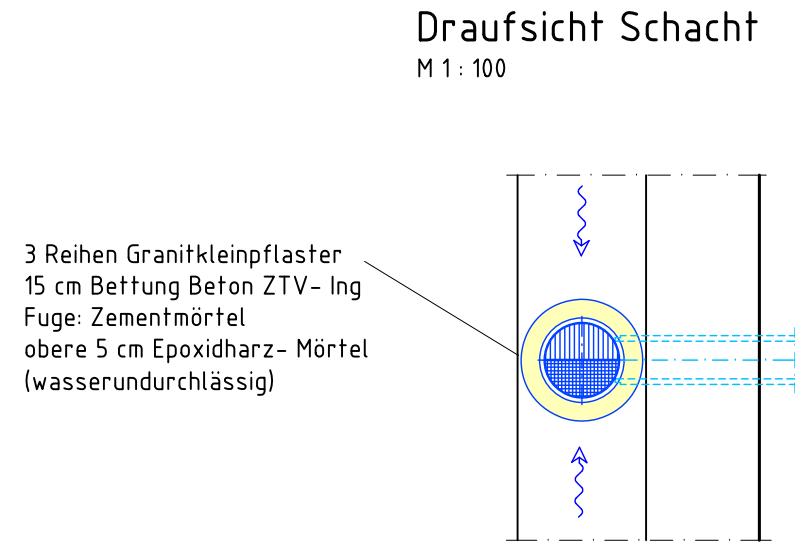 Draufsicht Schacht
M 1 : 100
3 Reihen Granitkleinpflaster
15 cm Bettung Beton ZTV- Ing
Fuge: Zementmörtel
obere 5 cm Epoxidharz- Mörtel
(wasserundurchlässig)